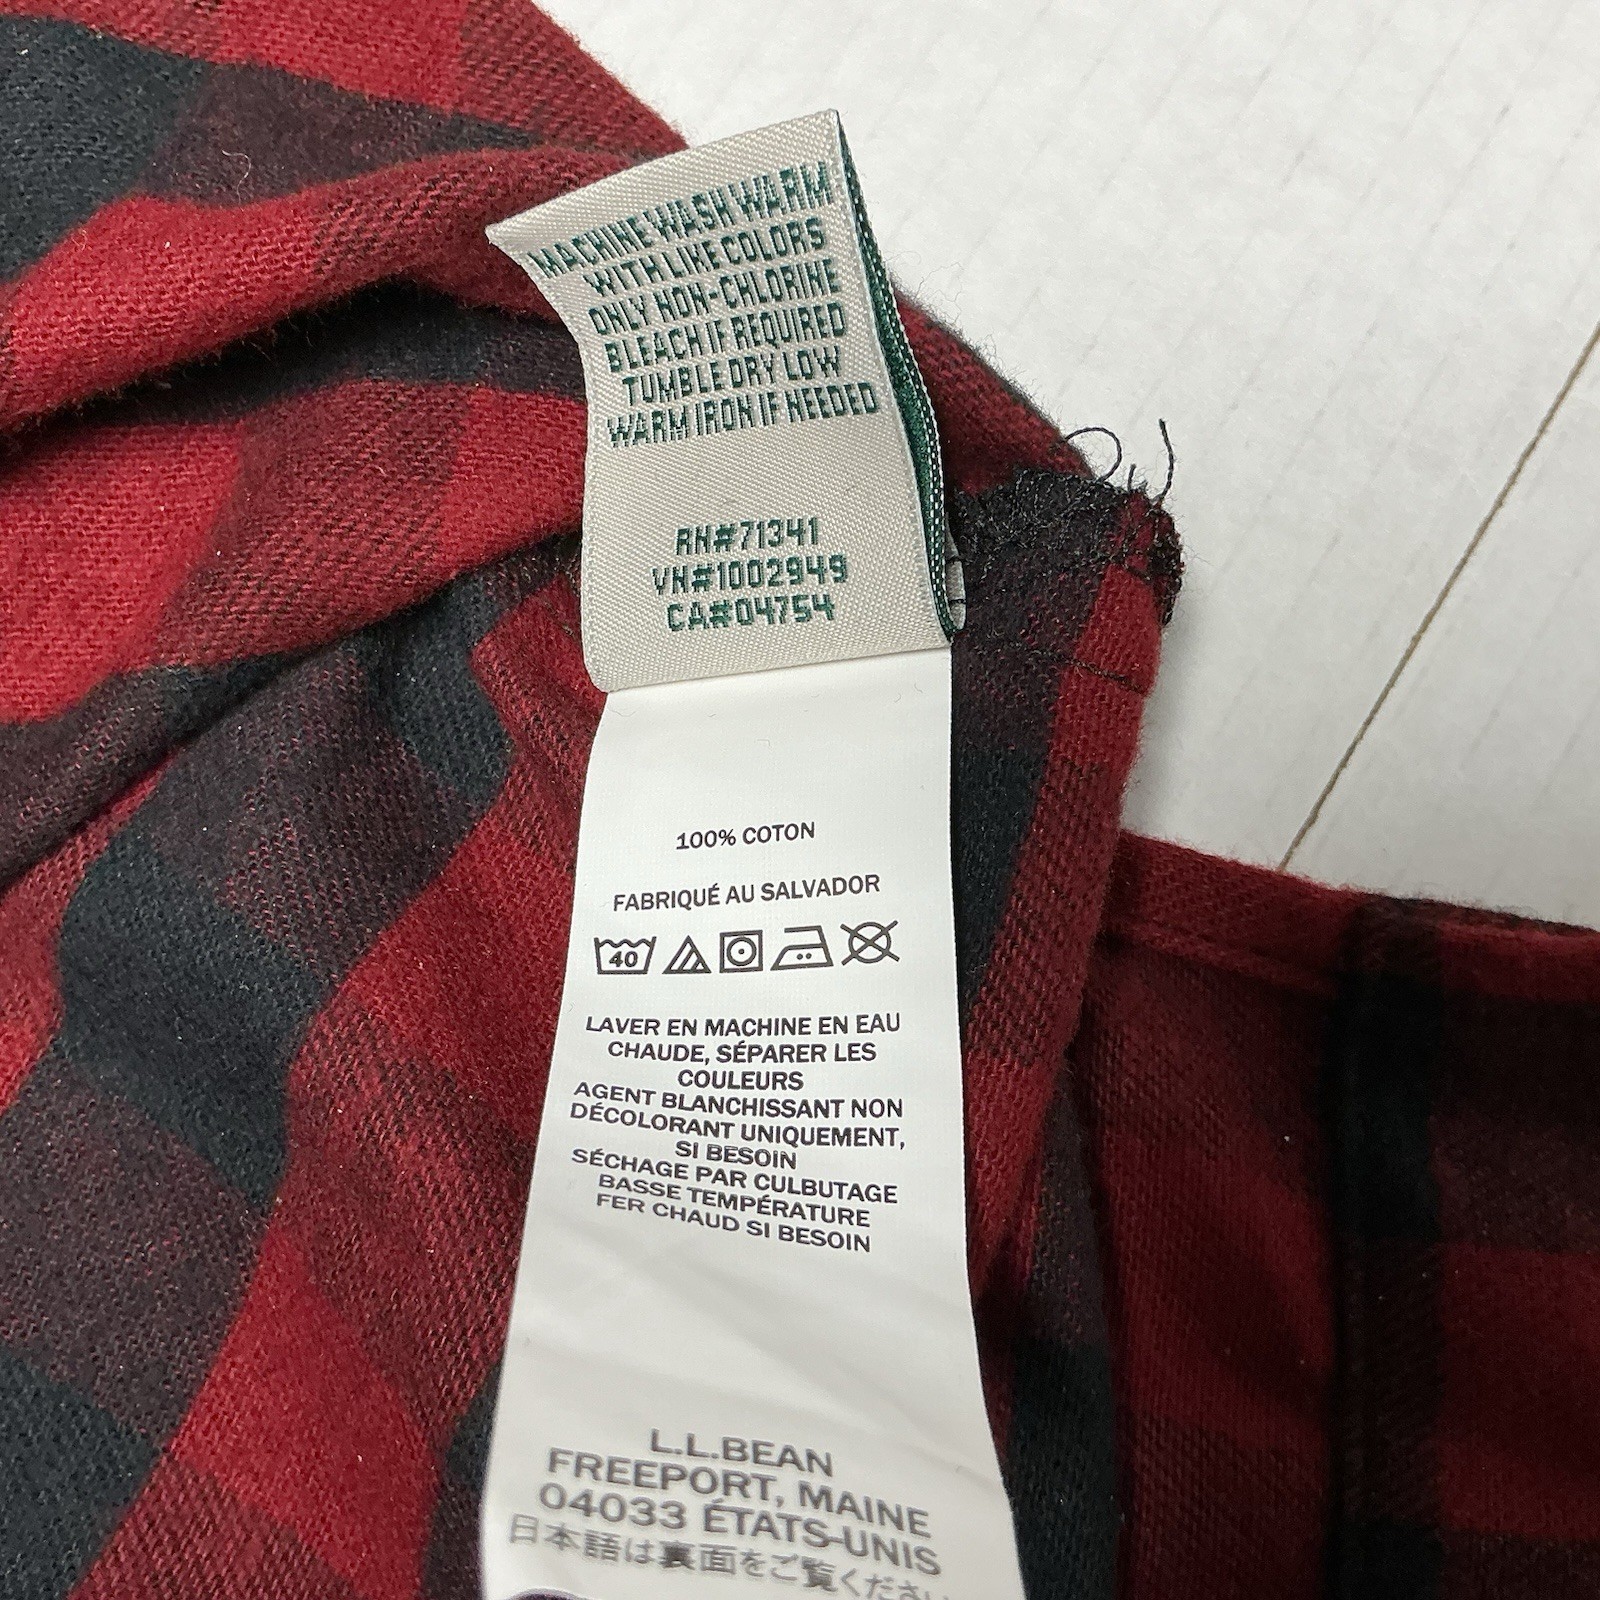 MACHINE WASH WARM
WITH LIKE COLORS
ONLY NON-CHLORINE
BLEACH IF REQUIRED
TUMBLE DRY LOW
WARM IRON IF NEEDED
RN#71341
VN#1002949
CA#04754
100% COTON
FABRIQUÉ AU SALVADOR
40
LAVER EN MACHINE EN EAU
CHAUDE, SÉPARER LES
COULEURS
AGENT BLANCHISSANT NON
DÉCOLORANT UNIQUEMENT,
SI BESOIN
SÉCHAGE PAR CULBUTAGE
BASSE TEMPÉRATURE
FER CHAUD SI BESOIN
L.L.BEAN
FREEPORT, MAINE
04033 ÉTATS-UNIS
日本語は裏面をご覧ください